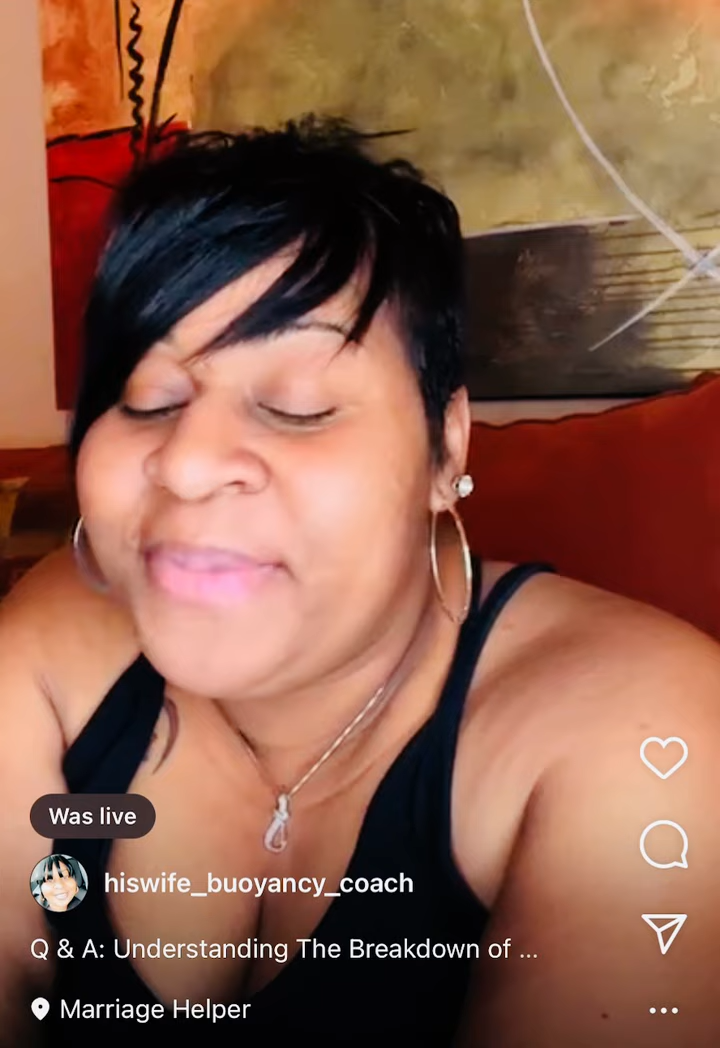 Was live
hiswife_buoyancy_coach
Q & A: Understanding The Breakdown of ...
Marriage Helper